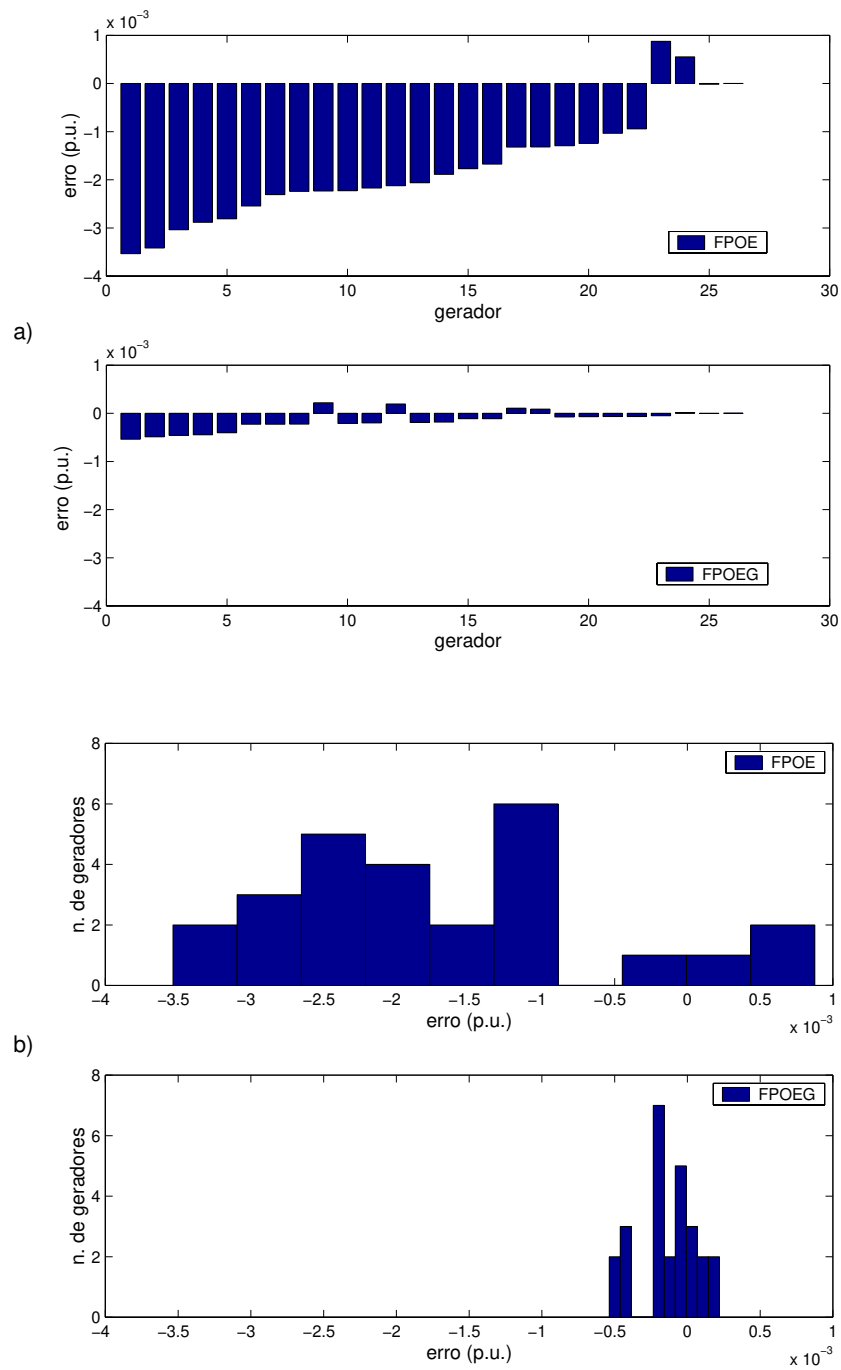 x 10⁻³
1
0
−1
−2
−3
−4
erro (p.u.)
FPOE
0 5 10 15 20 25 30
gerador
a)
x 10⁻³
1
0
−1
−2
−3
−4
erro (p.u.)
FPOEG
0 5 10 15 20 25 30
gerador
8
6
4
2
0
n. de geradores
FPOE
−4 −3.5 −3 −2.5 −2 −1.5 −1 −0.5 0 0.5 1
erro (p.u.)
x 10⁻³
b)
8
6
4
2
0
n. de geradores
FPOEG
−4 −3.5 −3 −2.5 −2 −1.5 −1 −0.5 0 0.5 1
erro (p.u.)
x 10⁻³